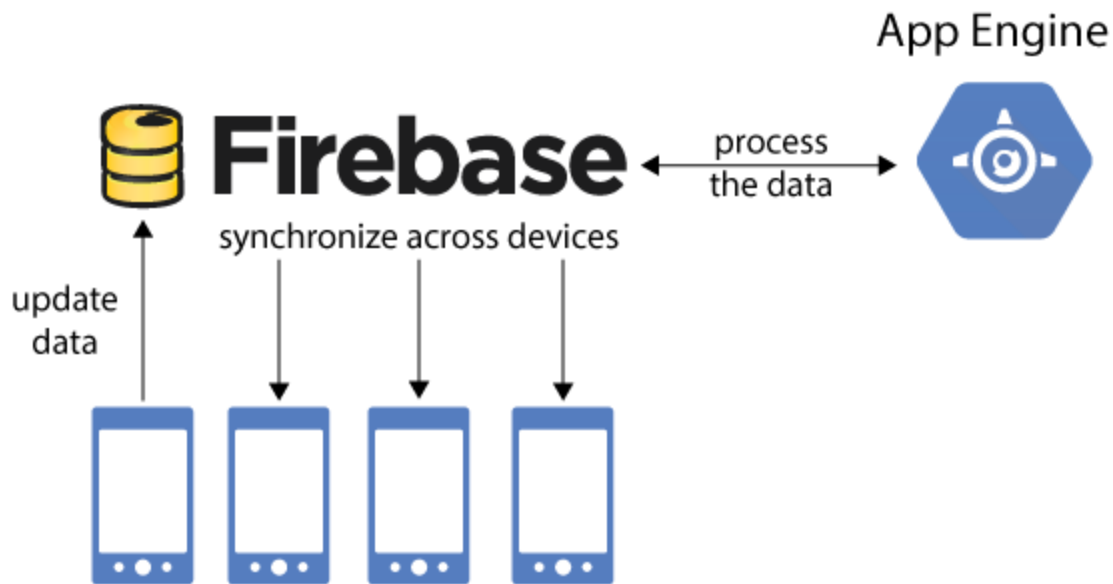 App Engine
Firebase
process
the data
synchronize across devices
update
data